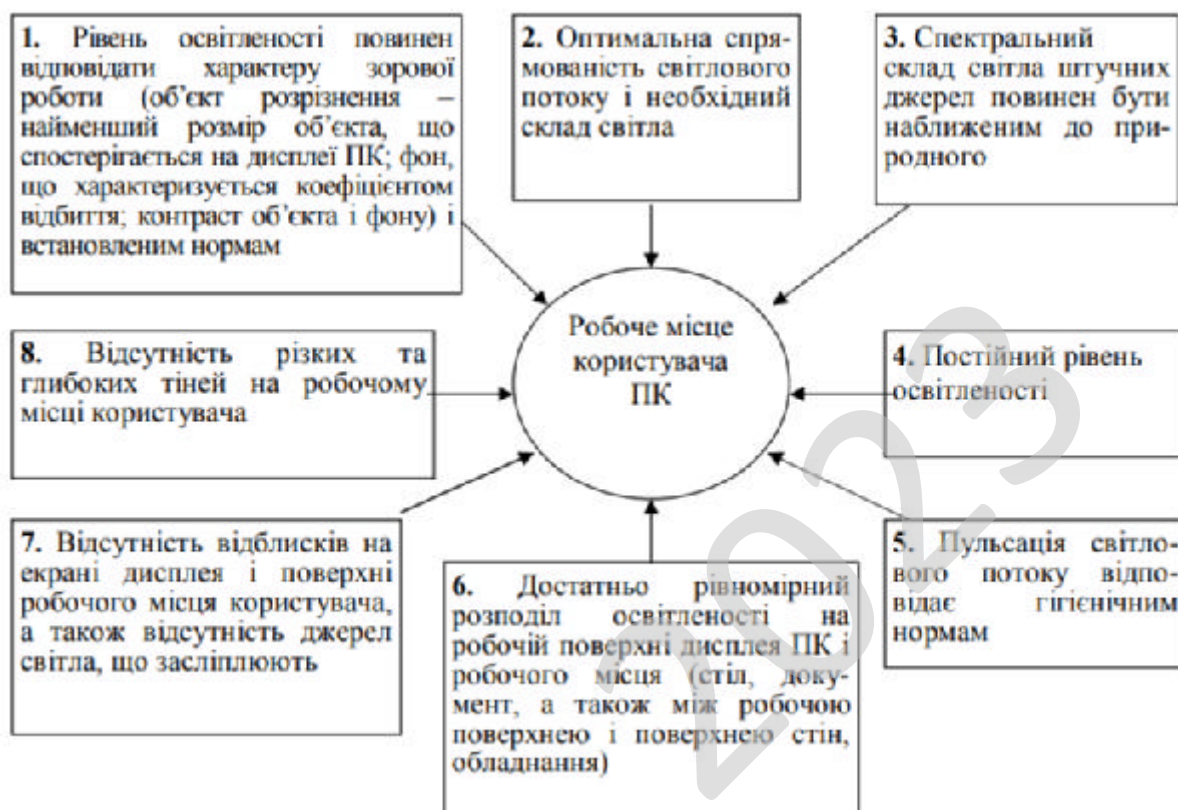 1. Рівень освітленості повинен
відповідати характеру зорової
роботи (об’єкт розрізнення –
найменший розмір об’єкта, що
спостерігається на дисплеї ПК; фон,
що характеризується коефіцієнтом
відбиття; контраст об’єкта і фону) і
встановленим нормам
2. Оптимальна спря-
мованість світлового
потоку і необхідний
склад світла
3. Спектральний
склад світла штучних
джерел повинен бути
наближеним до при-
родного
Робоче місце
користувача
ПК
8. Відсутність різких та
глибоких тіней на робочому
місці користувача
4. Постійний рівень
освітленості
7. Відсутність відблисків на
екрані дисплея і поверхні
робочого місця користувача,
а також відсутність джерел
світла, що засліплюють
6. Достатньо рівномірний
розподіл освітленості на
робочій поверхні дисплея ПК і
робочого місця (стіл, доку-
мент, а також між робочою
поверхнею і поверхнею стін,
обладнання)
5. Пульсація світло-
вого потоку відпо-
відає гігієнічним
нормам
2023